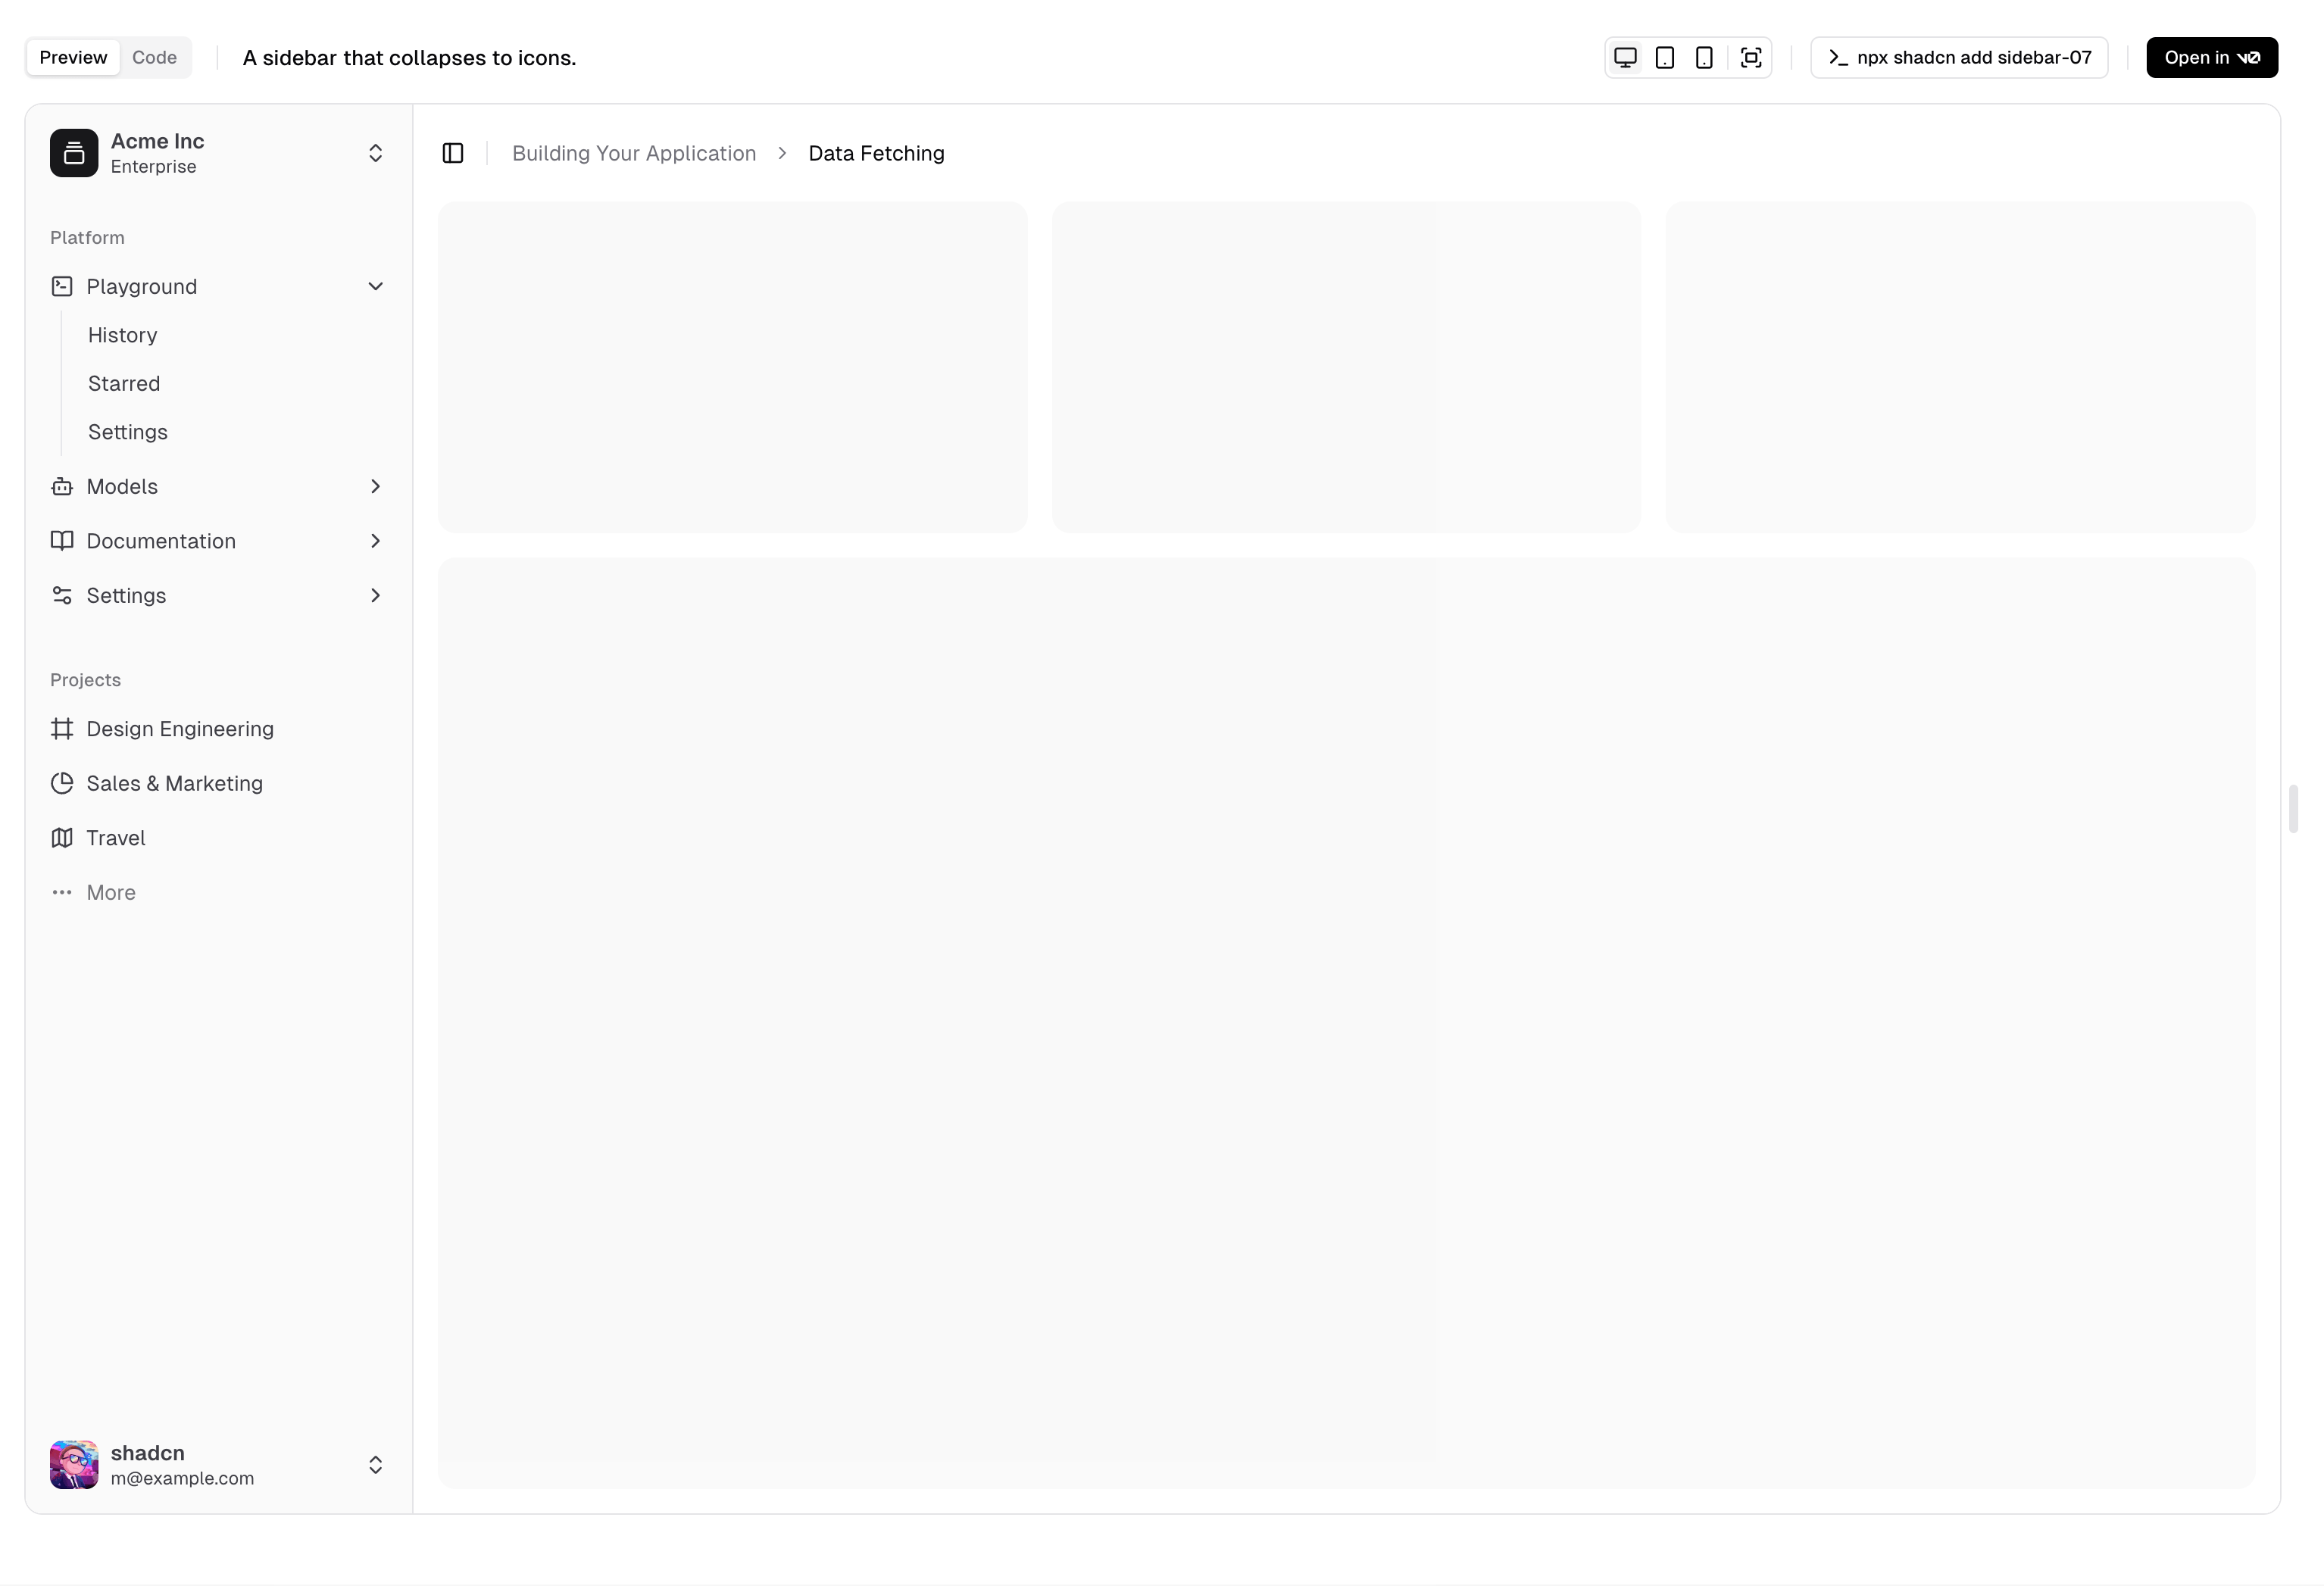 Preview Code A sidebar that collapses to icons. npx shadcn add sidebar-07 Open in v0
Acme Inc
Enterprise
Building Your Application Data Fetching
Platform
Playground
History
Starred
Settings
Models
Documentation
Settings
Projects
Design Engineering
Sales & Marketing
Travel
More
shadcn
m@example.com